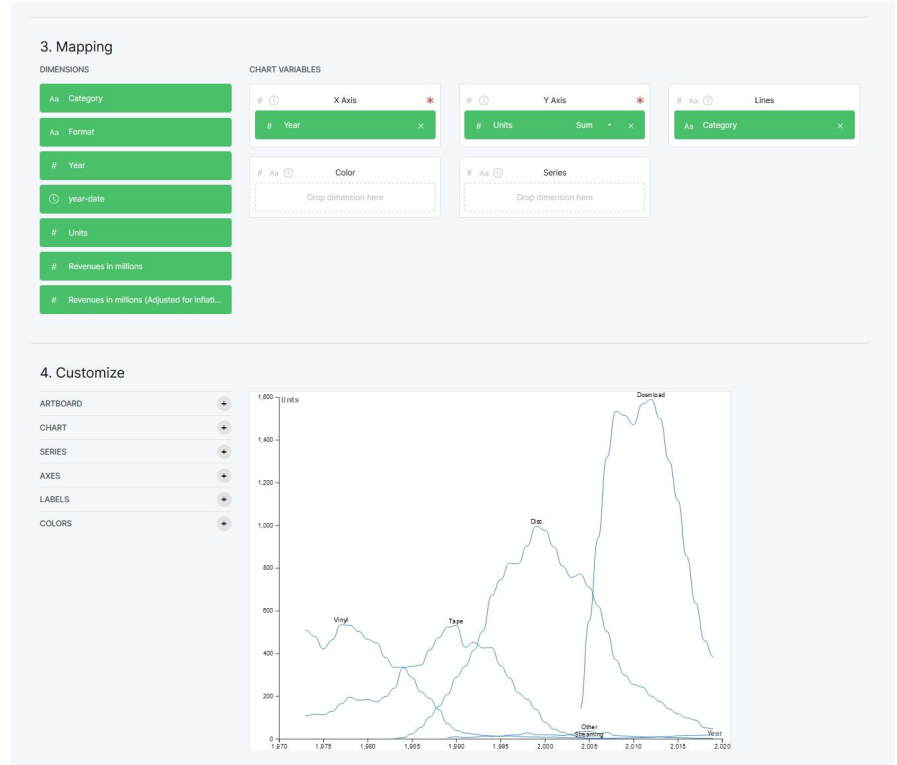 3. Mapping
DIMENSIONS
CHART VARIABLES
Aa Category
Aa Format
# Year
year-date
# Units
# Revenues in millions
# Revenues in millions (Adjusted for inflati...
# X Axis *
# Year ×
# Y Axis *
# Units Sum ×
# Aa Lines
Aa Category ×
# Aa Color
Drop dimension here
# Aa Series
Drop dimension here
4. Customize
ARTBOARD +
CHART +
SERIES +
AXES +
LABELS +
COLORS +
Units
1,600
1,400
1,200
1,000
800
600
400
200
0
Download
Disc
Vinyl
Tape
Other
Streaming
Year
1,970 1,975 1,980 1,985 1,990 1,995 2,000 2,005 2,010 2,015 2,020